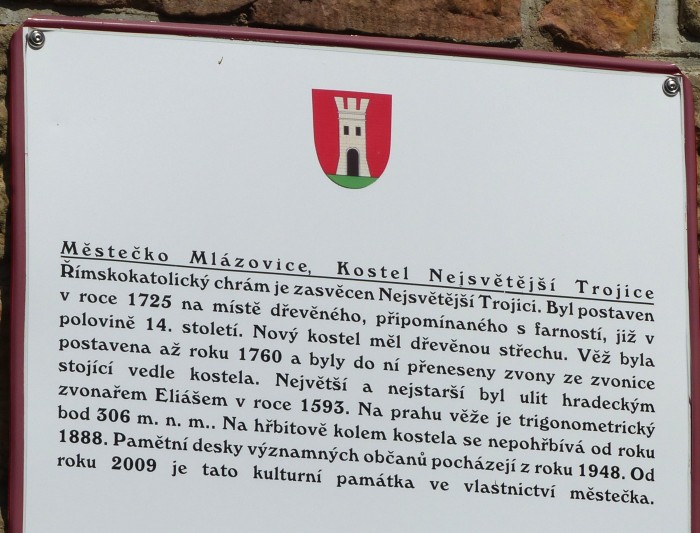 Městečko Mlázovice, Kostel Nejsvětější Trojice
Římskokatolický chrám je zasvěcen Nejsvětější Trojici. Byl postaven
v roce 1725 na místě dřevěného, připomínaného s farností, již v
polovině 14. století. Nový kostel měl dřevěnou střechu. Věž byla
postavena až roku 1760 a byly do ní přeneseny zvony ze zvonice
stojící vedle kostela. Největší a nejstarší byl ulit hradeckým
zvonařem Eliášem v roce 1593. Na prahu věže je trigonometrický
bod 306 m. n. m.. Na hřbitově kolem kostela se nepohřbívá od roku
1888. Pamětní desky významných občanů pocházejí z roku 1948. Od
roku 2009 je tato kulturní památka ve vlastnictví městečka.